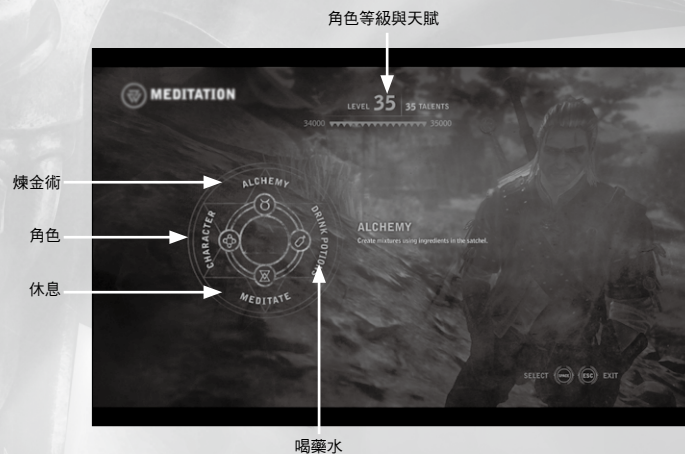 角色等級與天賦
MEDITATION
LEVEL 35 35 TALENTS
34000 35000
煉金術
角色
休息
ALCHEMY
CHARACTER
DRINK POTIONS
MEDITATE
ALCHEMY
Create mixtures using ingredients in the satchel.
SELECT ESC EXIT
喝藥水